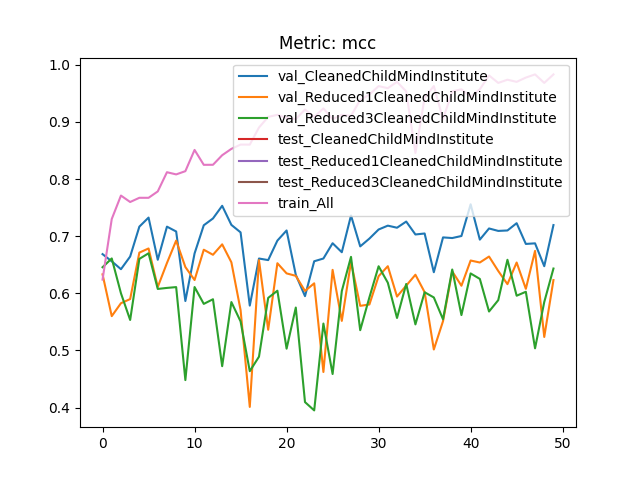 Metric: mcc
1.0
0.9
0.8
0.7
0.6
0.5
0.4
val_CleanedChildMindInstitute
val_Reduced1CleanedChildMindInstitute
val_Reduced3CleanedChildMindInstitute
test_CleanedChildMindInstitute
test_Reduced1CleanedChildMindInstitute
test_Reduced3CleanedChildMindInstitute
train_All
0 10 20 30 40 50